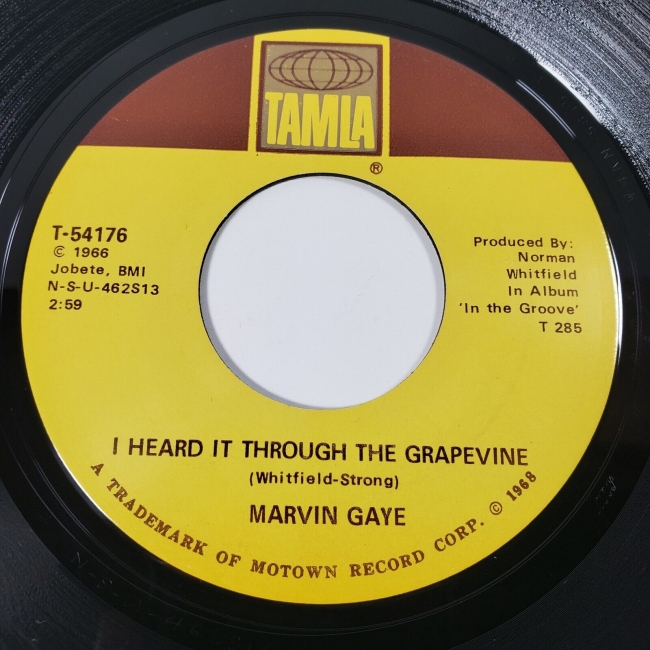 TAMLA
®
T-54176
© 1966
Jobete, BMI
N-S-U-462S13
2:59
Produced By:
Norman
Whitfield
In Album
'In the Groove'
T 285
I HEARD IT THROUGH THE GRAPEVINE
(Whitfield-Strong)
MARVIN GAYE
A TRADEMARK OF MOTOWN RECORD CORP. © 1968